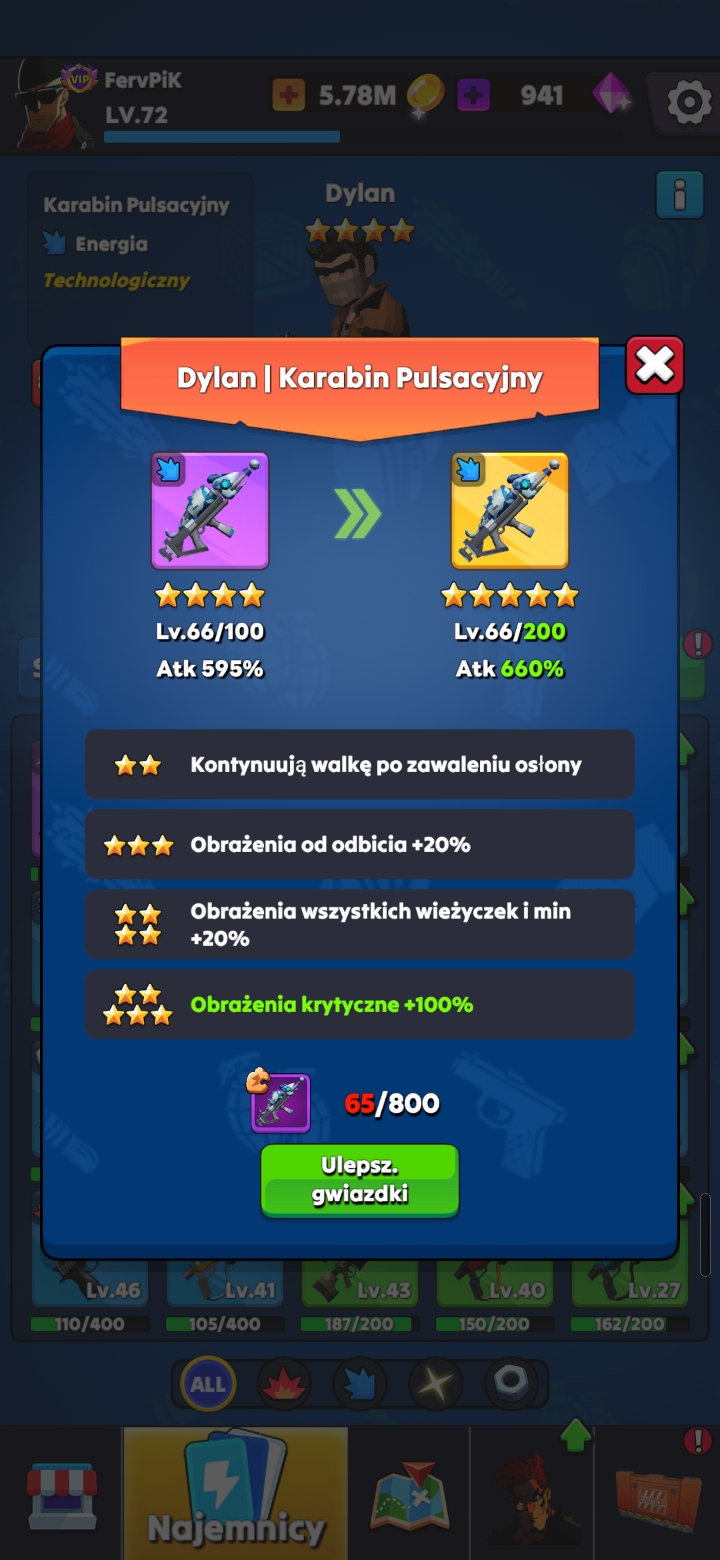 VIP
FervPiK
5.78M
941
LV.72
Karabin Pulsacyjny
Dylan
Energia
Technologiczny
Dylan | Karabin Pulsacyjny
Lv.66/100
Lv.66/200
Atk 595%
Atk 660%
Kontynuują walkę po zawaleniu osłony
Obrażenia od odbicia +20%
Obrażenia wszystkich wieżyczek i min
+20%
Obrażenia krytyczne +100%
65/800
Ulepsz.
gwiazdki
Lv.46
Lv.41
Lv.43
Lv.40
Lv.27
110/400
105/400
187/200
150/200
162/200
ALL
Najemnicy